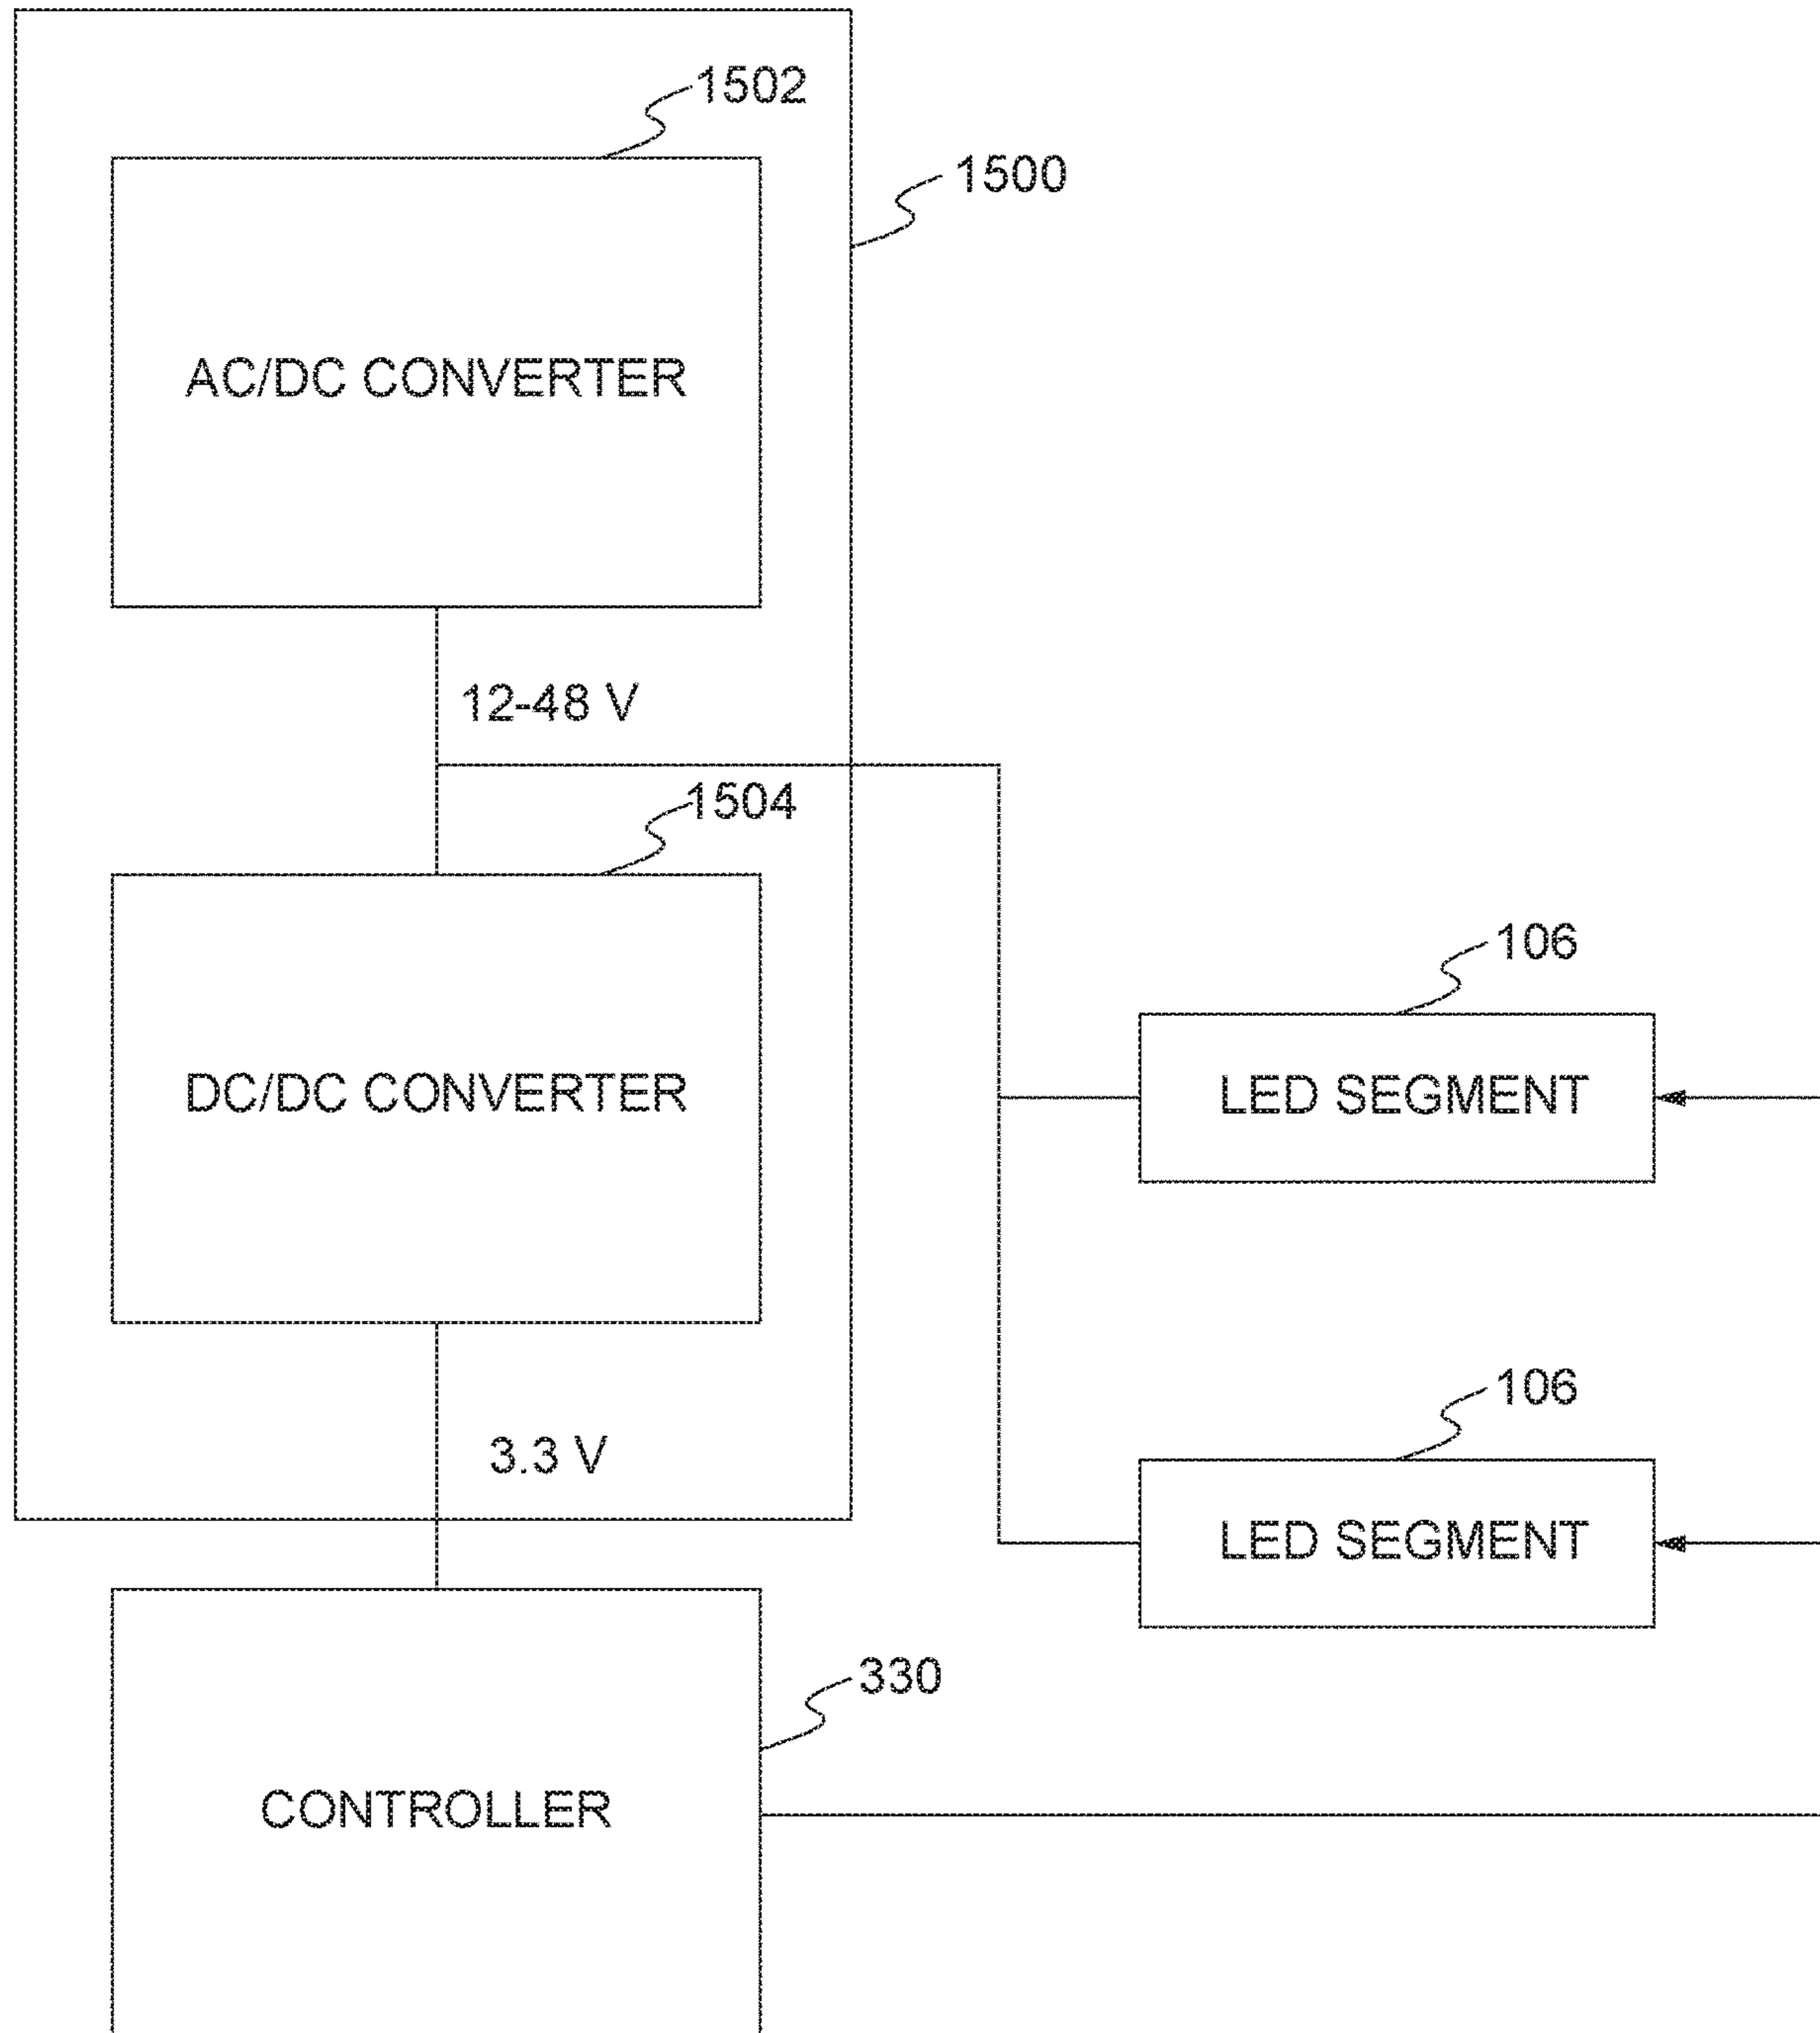 1502
1500
AC/DC CONVERTER
12-48 V
1504
106
DC/DC CONVERTER
LED SEGMENT
106
3.3 V
LED SEGMENT
330
CONTROLLER